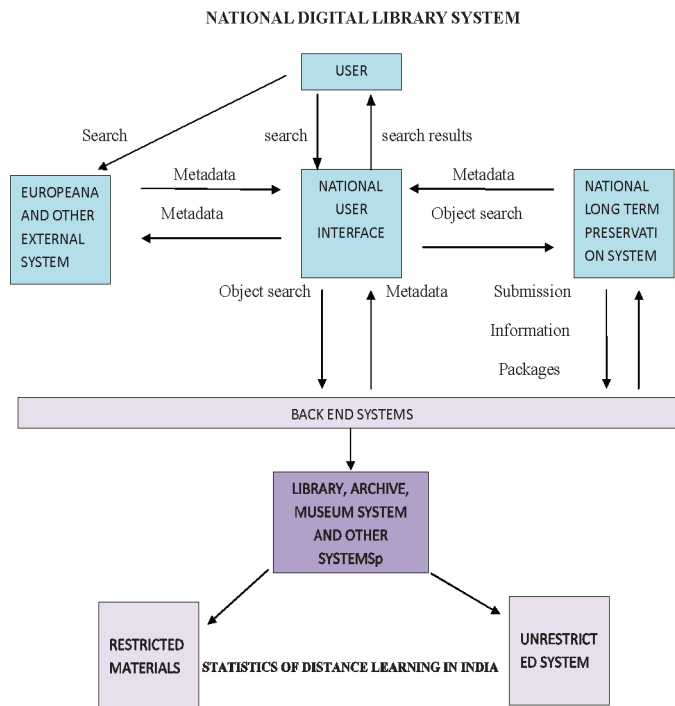 NATIONAL DIGITAL LIBRARY SYSTEM
USER
Search
search
search results
EUROPEANA
AND OTHER
EXTERNAL
SYSTEM
Metadata
Metadata
NATIONAL
USER
INTERFACE
Metadata
Object search
NATIONAL
LONG TERM
PRESERVATI
ON SYSTEM
Object search
Metadata
Submission
Information
Packages
BACK END SYSTEMS
LIBRARY, ARCHIVE,
MUSEUM SYSTEM
AND OTHER
SYSTEMSp
RESTRICTED
MATERIALS
STATISTICS OF DISTANCE LEARNING IN INDIA
UNRESTRICT
ED SYSTEM